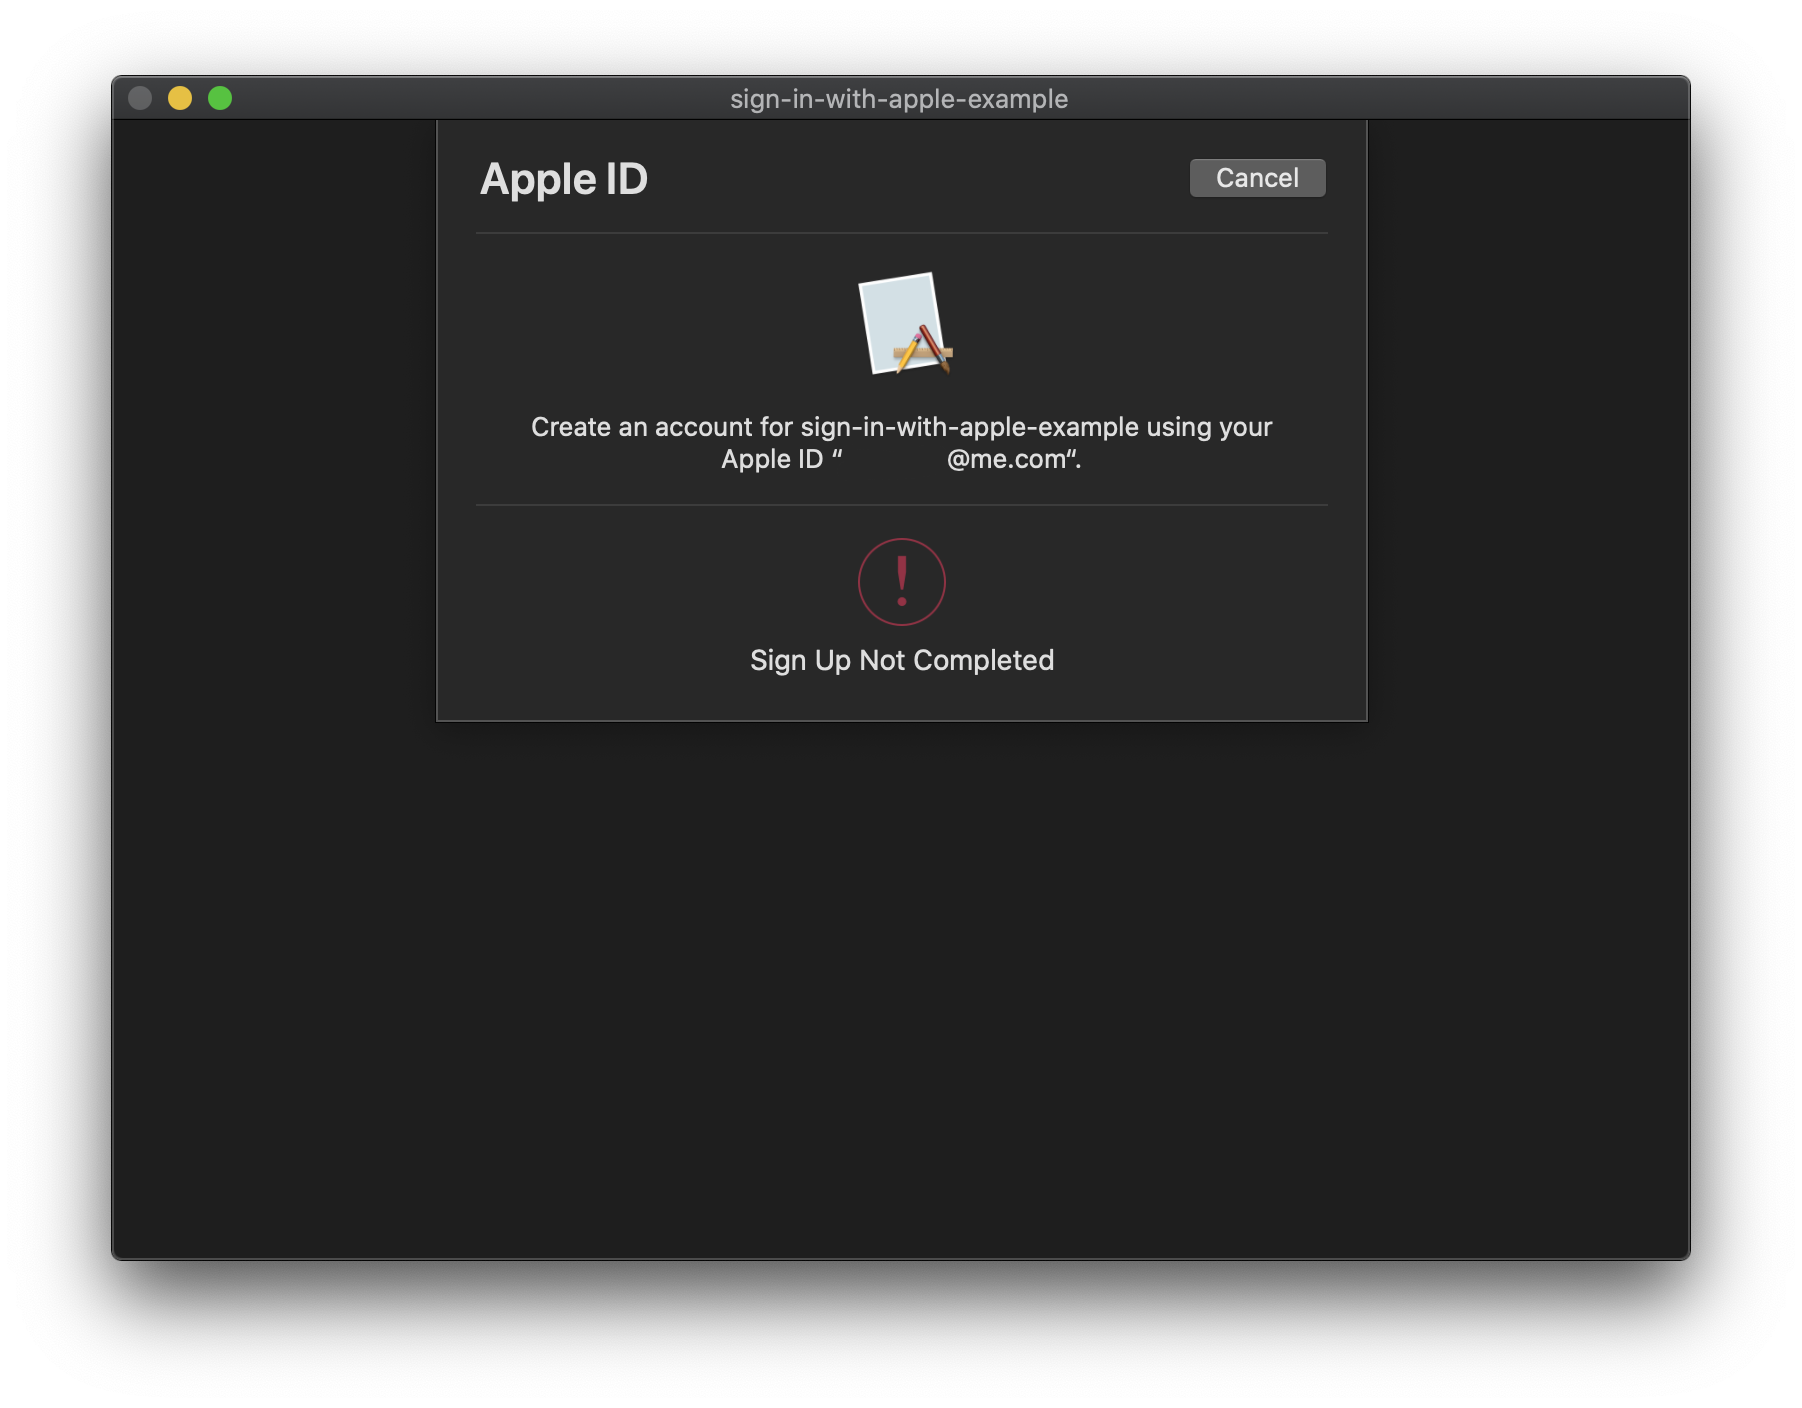 sign-in-with-apple-example
Apple ID
Cancel
Create an account for sign-in-with-apple-example using your
Apple ID “ @me.com“.
Sign Up Not Completed